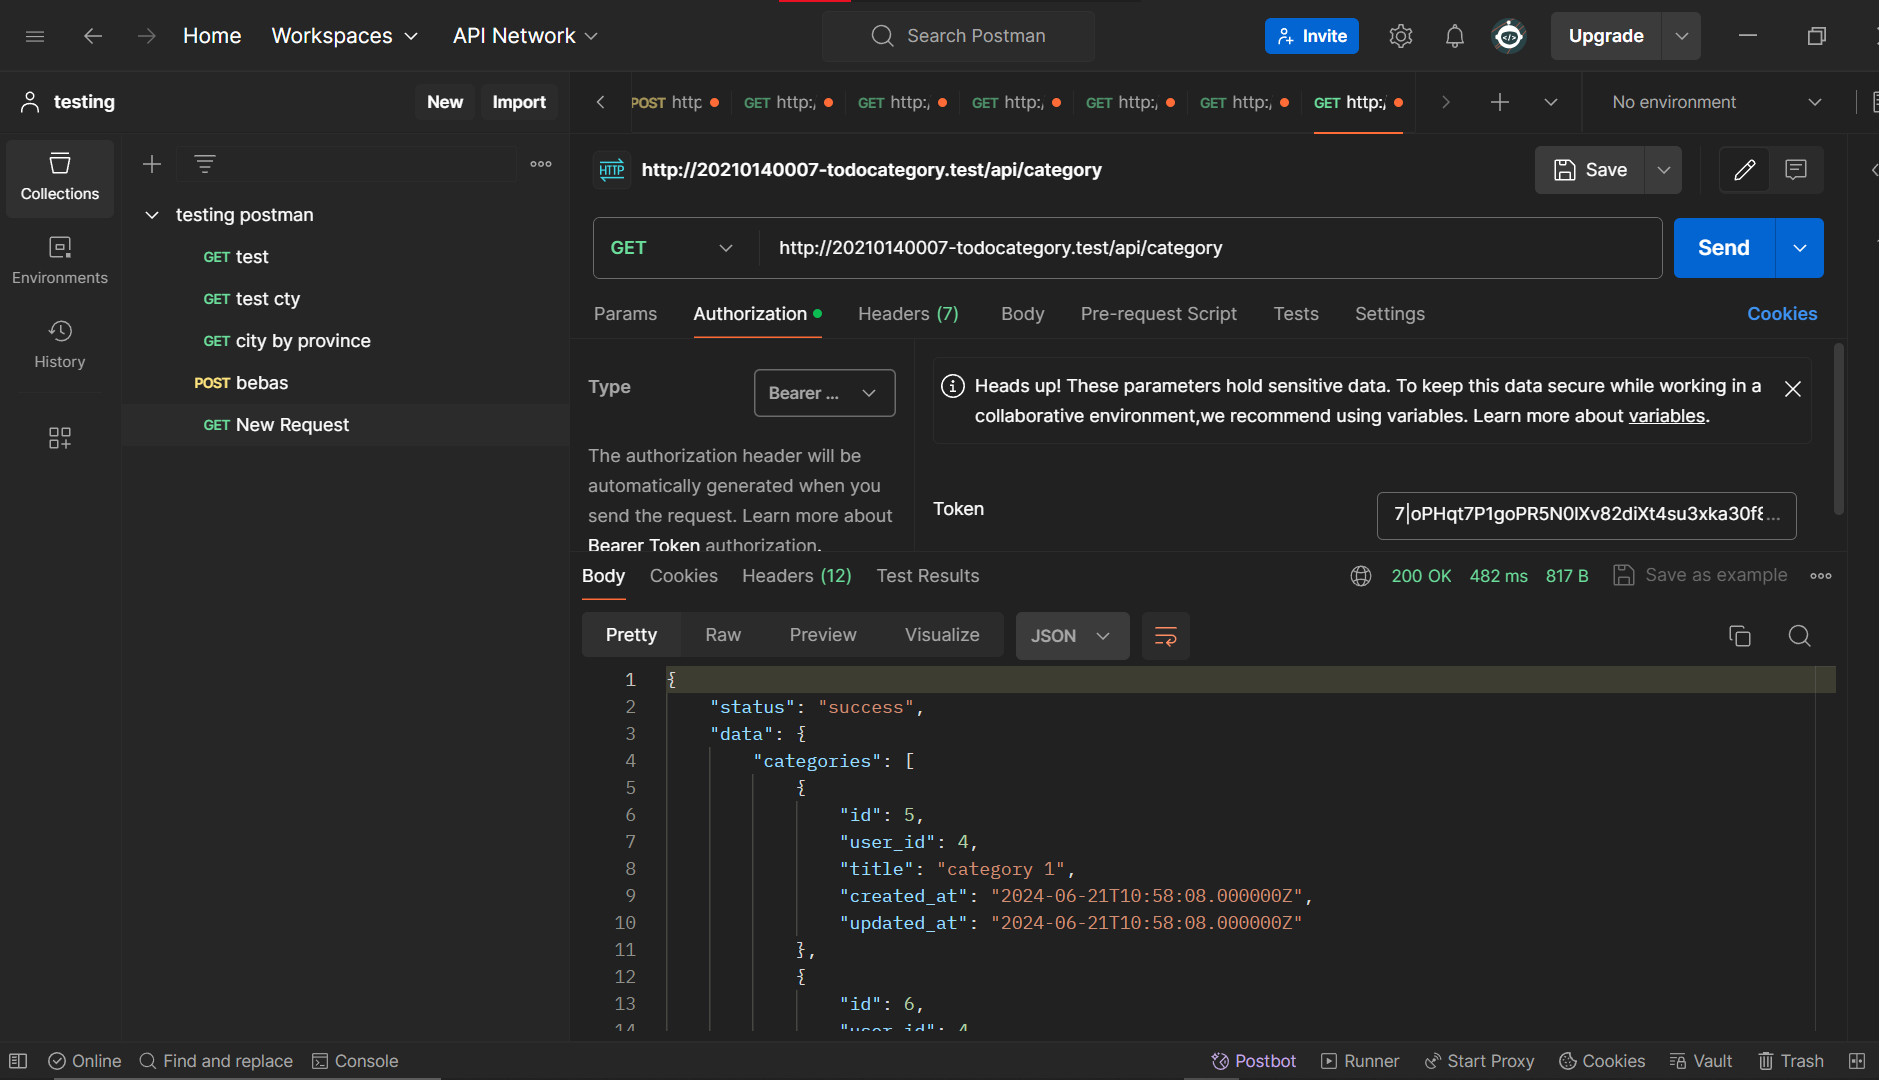 Home Workspaces API Network Search Postman Invite Upgrade
testing New Import
POST http GET http:/ GET http:/ GET http:/ GET http:/ GET http:/ GET http:/ No environment
Collections
Environments
History
testing postman
GET test
GET test cty
GET city by province
POST bebas
GET New Request
HTTP http://20210140007-todocategory.test/api/category Save
GET http://20210140007-todocategory.test/api/category Send
Params Authorization Headers (7) Body Pre-request Script Tests Settings Cookies
Type Bearer ...
The authorization header will be
automatically generated when you
send the request. Learn more about
Bearer Token authorization.
Heads up! These parameters hold sensitive data. To keep this data secure while working in a
collaborative environment,we recommend using variables. Learn more about variables.
Token
Body Cookies Headers (12) Test Results 200 OK 482 ms 817 B Save as example
Pretty Raw Preview Visualize JSON
1 {
2 "status": "success",
3 "data": {
4 "categories": [
5 {
6 "id": 5,
7 "user_id": 4,
8 "title": "category 1",
9 "created_at": "2024-06-21T10:58:08.000000Z",
10 "updated_at": "2024-06-21T10:58:08.000000Z"
11 },
12 {
13 "id": 6,
14 "user_id": 4
Online Find and replace Console Postbot Runner Start Proxy Cookies Vault Trash